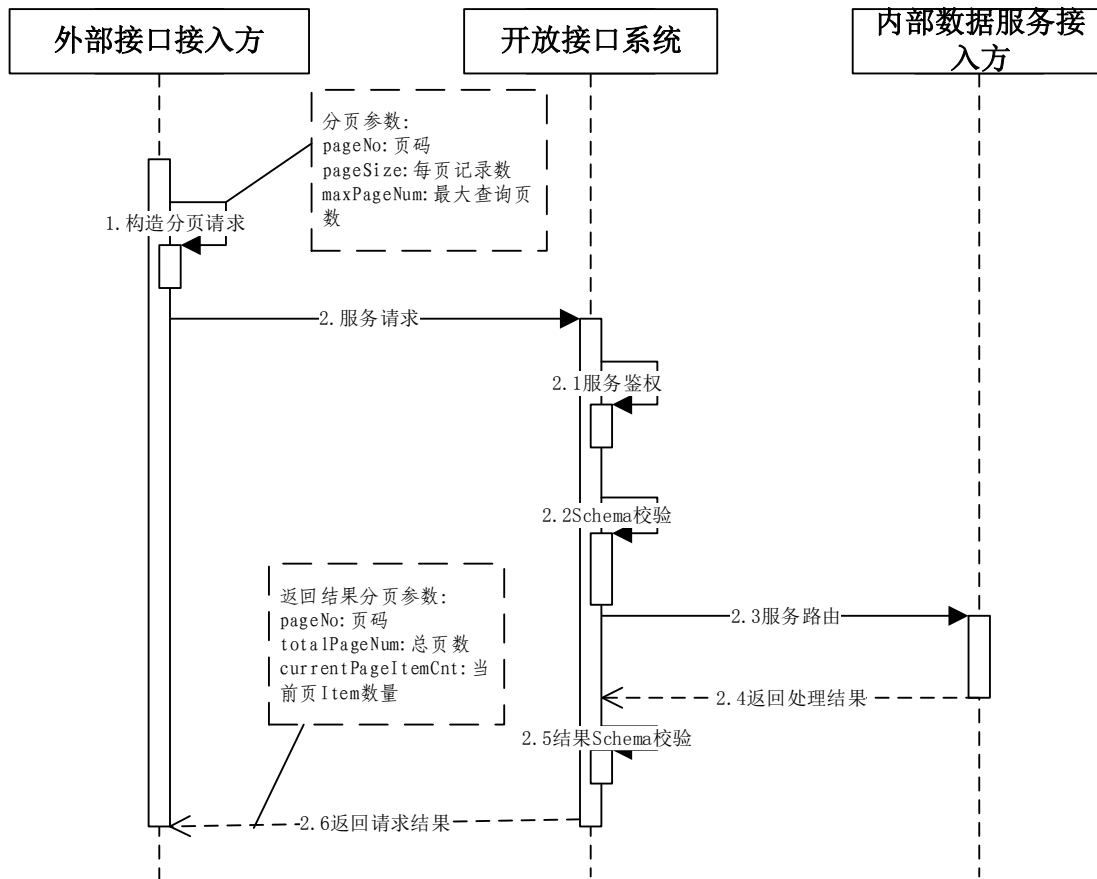 外部接口接入方
开放接口系统
内部数据服务接
入方
分页参数:
pageNo:页码
pageSize:每页记录数
maxPageNum:最大查询页
数
1.构造分页请求
2.服务请求
2.1服务鉴权
2.2Schema校验
返回结果分页参数:
pageNo:页码
totalPageNum:总页数
currentPageItemCnt:当
前页Item数量
2.3服务路由
2.4返回处理结果
2.5结果Schema校验
2.6返回请求结果